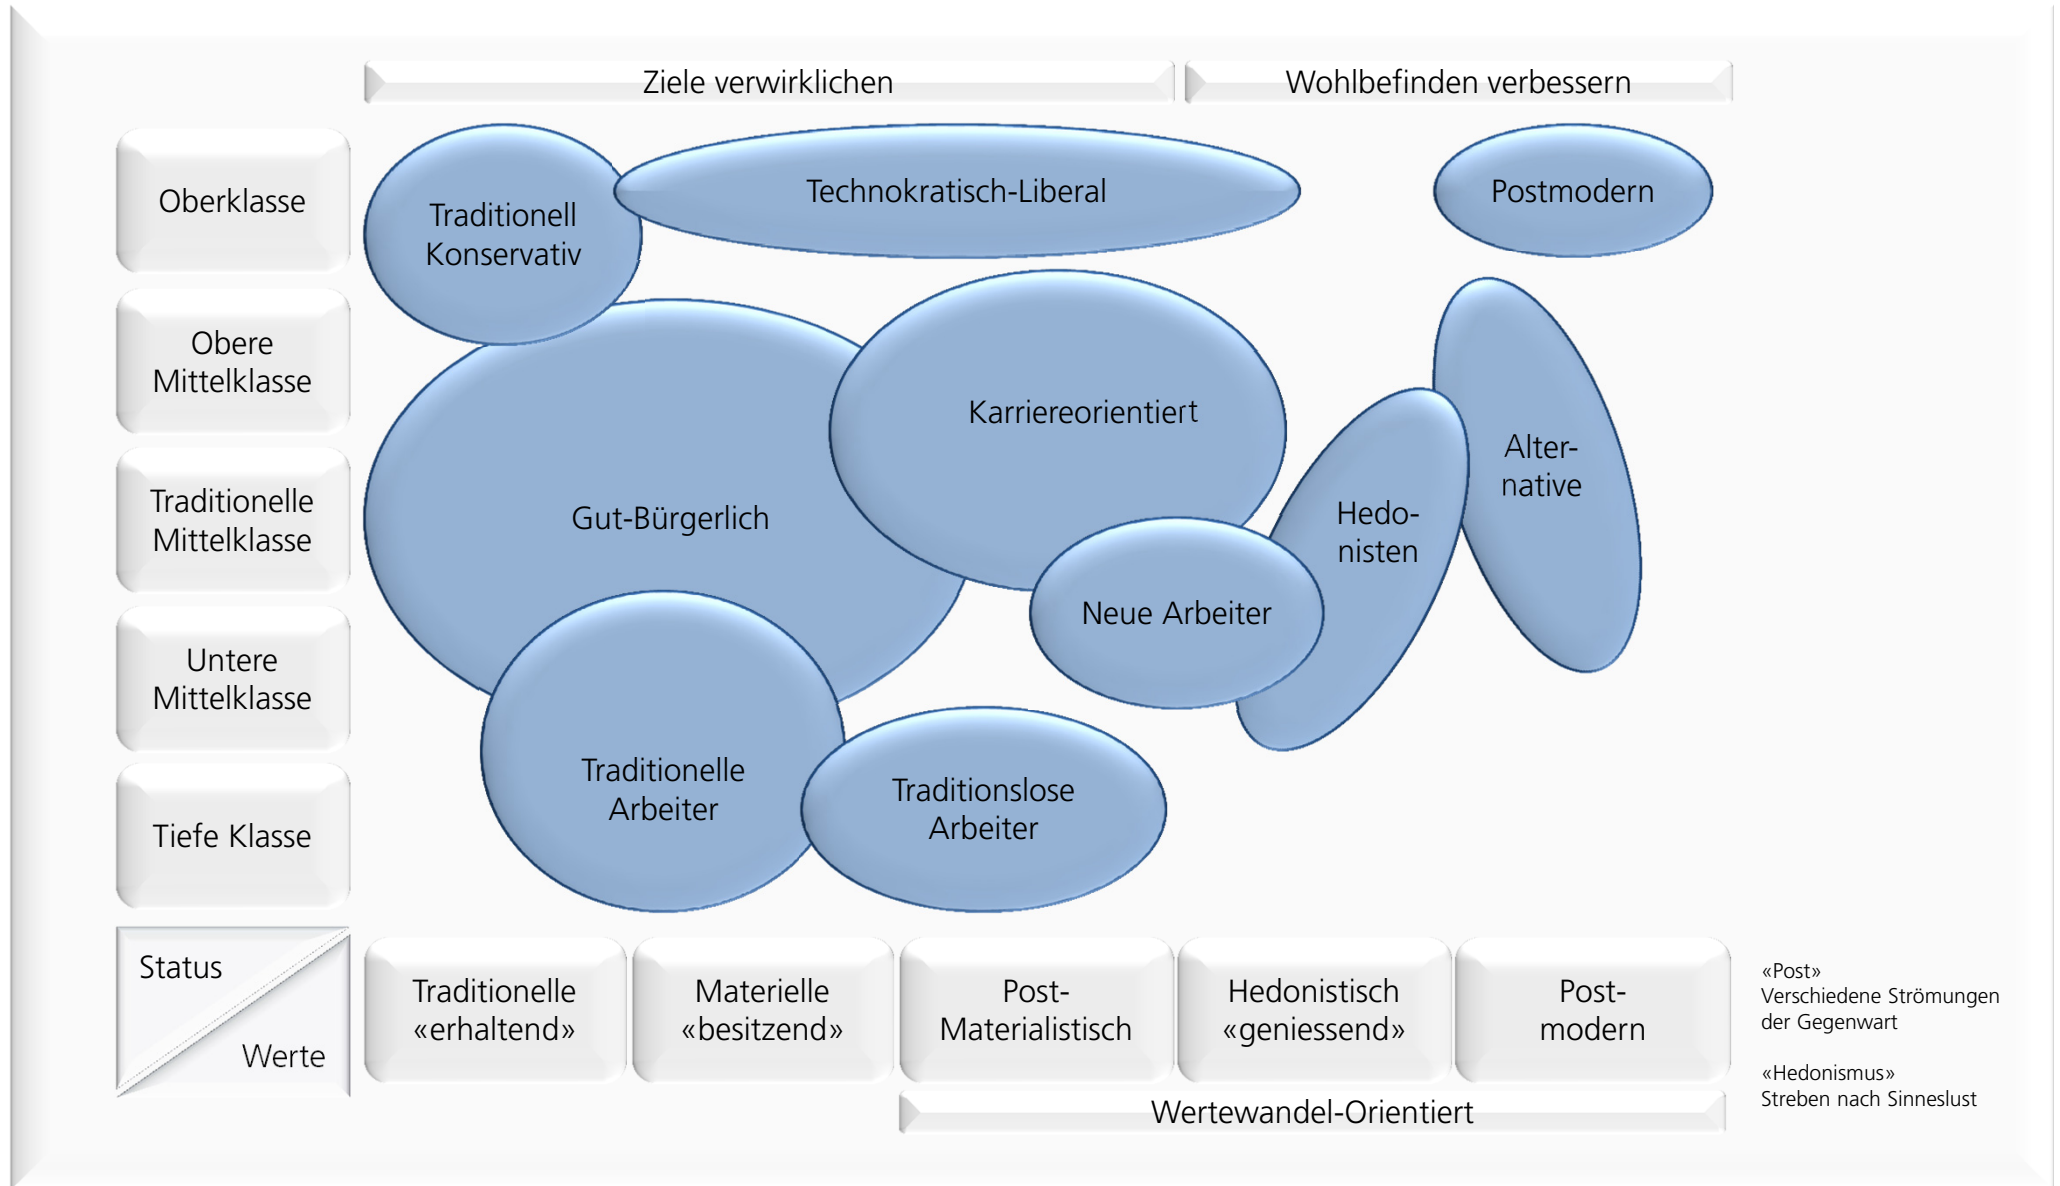 Ziele verwirklichen
Wohlbefinden verbessern
Oberklasse
Traditionell
Konservativ
Technokratisch-Liberal
Postmodern
Obere
Mittelklasse
Karriereorientiert
Alter-
native
Traditionelle
Mittelklasse
Gut-Bürgerlich
Hedo-
nisten
Untere
Mittelklasse
Neue Arbeiter
Tiefe Klasse
Traditionelle
Arbeiter
Traditionslose
Arbeiter
Status
Werte
Traditionelle
«erhaltend»
Materielle
«besitzend»
Post-
Materialistisch
Hedonistisch
«geniessend»
Post-
modern
Wertewandel-Orientiert
«Post»
Verschiedene Strömungen
der Gegenwart
«Hedonismus»
Streben nach Sinneslust